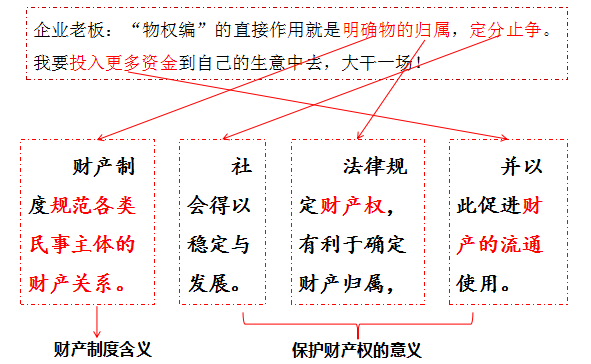 企业老板：“物权编”的直接作用就是明确物的归属，定分止争。
我要投入更多资金到自己的生意中去，大干一场！
财产制
度规范各类
民事主体的
财产关系。
社
会得以
稳定与
发展。
法律规
定财产权，
有利于确定
财产归属，
并以
此促进财
产的流通
使用。
财产制度含义
保护财产权的意义